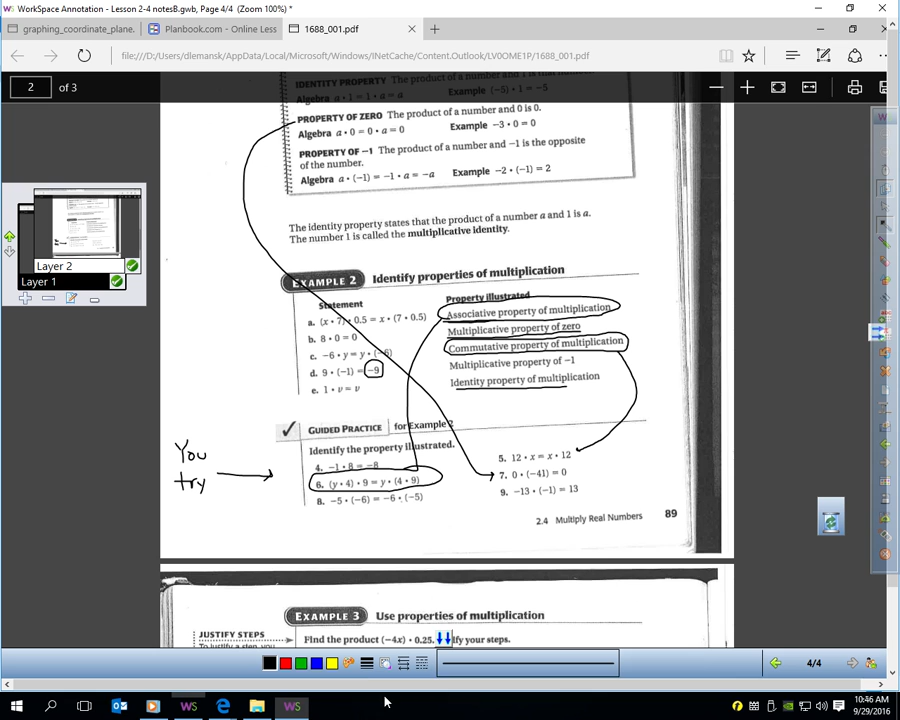 WorkSpace Annotation - Lesson 2-4 notesB.gwb, Page 4/4 (Zoom 100%) *
graphing_coordinate_plane.
Planbook.com - Online Less
1688_001.pdf
file:///D:/Users/dlemansk/AppData/Local/Microsoft/Windows/INetCache/Content.Outlook/LV0OME1P/1688_001.pdf
2 of 3
IDENTITY PROPERTY The product of a number and 1 is
Algebra a • 1 = 1 • a = a Example (−5) • 1 = −5
PROPERTY OF ZERO The product of a number and 0 is 0.
Algebra a • 0 = 0 • a = 0 Example −3 • 0 = 0
PROPERTY OF −1 The product of a number and −1 is the opposite
of the number.
Algebra a • (−1) = −1 • a = −a Example −2 • (−1) = 2
The identity property states that the product of a number a and 1 is a.
The number 1 is called the multiplicative identity.
EXAMPLE 2 Identify properties of multiplication
Statement Property illustrated
a. (x • 7) • 0.5 = x • (7 • 0.5) Associative property of multiplication
b. 8 • 0 = 0 Multiplicative property of zero
c. −6 • y = y • (−6) Commutative property of multiplication
d. 9 • (−1) = −9 Multiplicative property of −1
e. 1 • v = v Identity property of multiplication
GUIDED PRACTICE for Example 2
Identify the property illustrated.
4. −1 • 8 = −8 5. 12 • x = x • 12
6. (y • 4) • 9 = y • (4 • 9) 7. 0 • (−41) = 0
8. −5 • (−6) = −6 • (−5) 9. −13 • (−1) = 13
You
try
2.4 Multiply Real Numbers 89
Layer 2
Layer 1
EXAMPLE 3 Use properties of multiplication
JUSTIFY STEPS
Find the product (−4x) • 0.25. ify your steps.
To justify a step, you
4/4
10:46 AM
9/29/2016